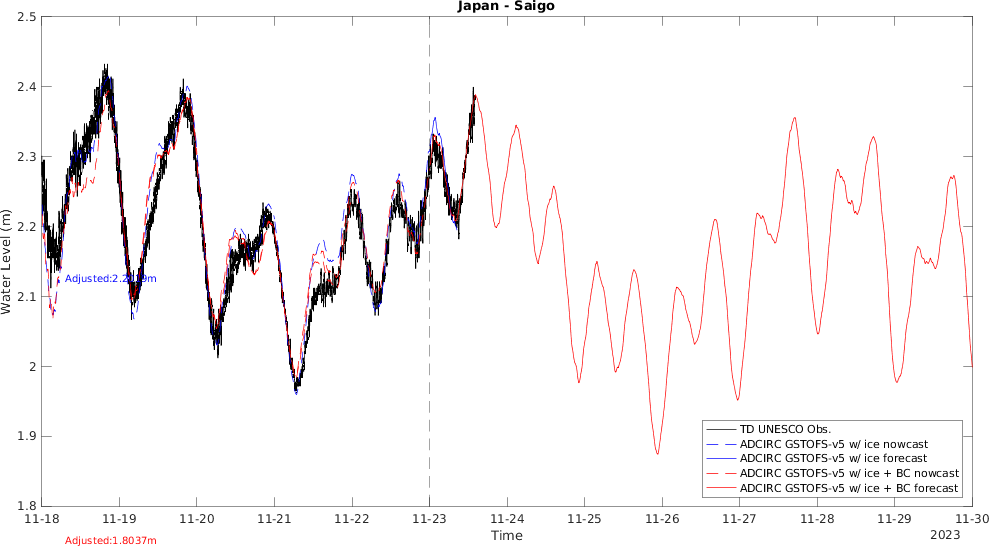 Japan - Saigo
2.5
2.4
2.3
2.2
2.1
2
1.9
1.8
Water Level (m)
TD UNESCO Obs.
ADCIRC GSTOFS-v5 w/ ice nowcast
ADCIRC GSTOFS-v5 w/ ice forecast
ADCIRC GSTOFS-v5 w/ ice + BC nowcast
ADCIRC GSTOFS-v5 w/ ice + BC forecast
11-18 11-19 11-20 11-21 11-22 11-23 11-24 11-25 11-26 11-27 11-28 11-29 11-30
Time
2023
Adjusted:1.8037m